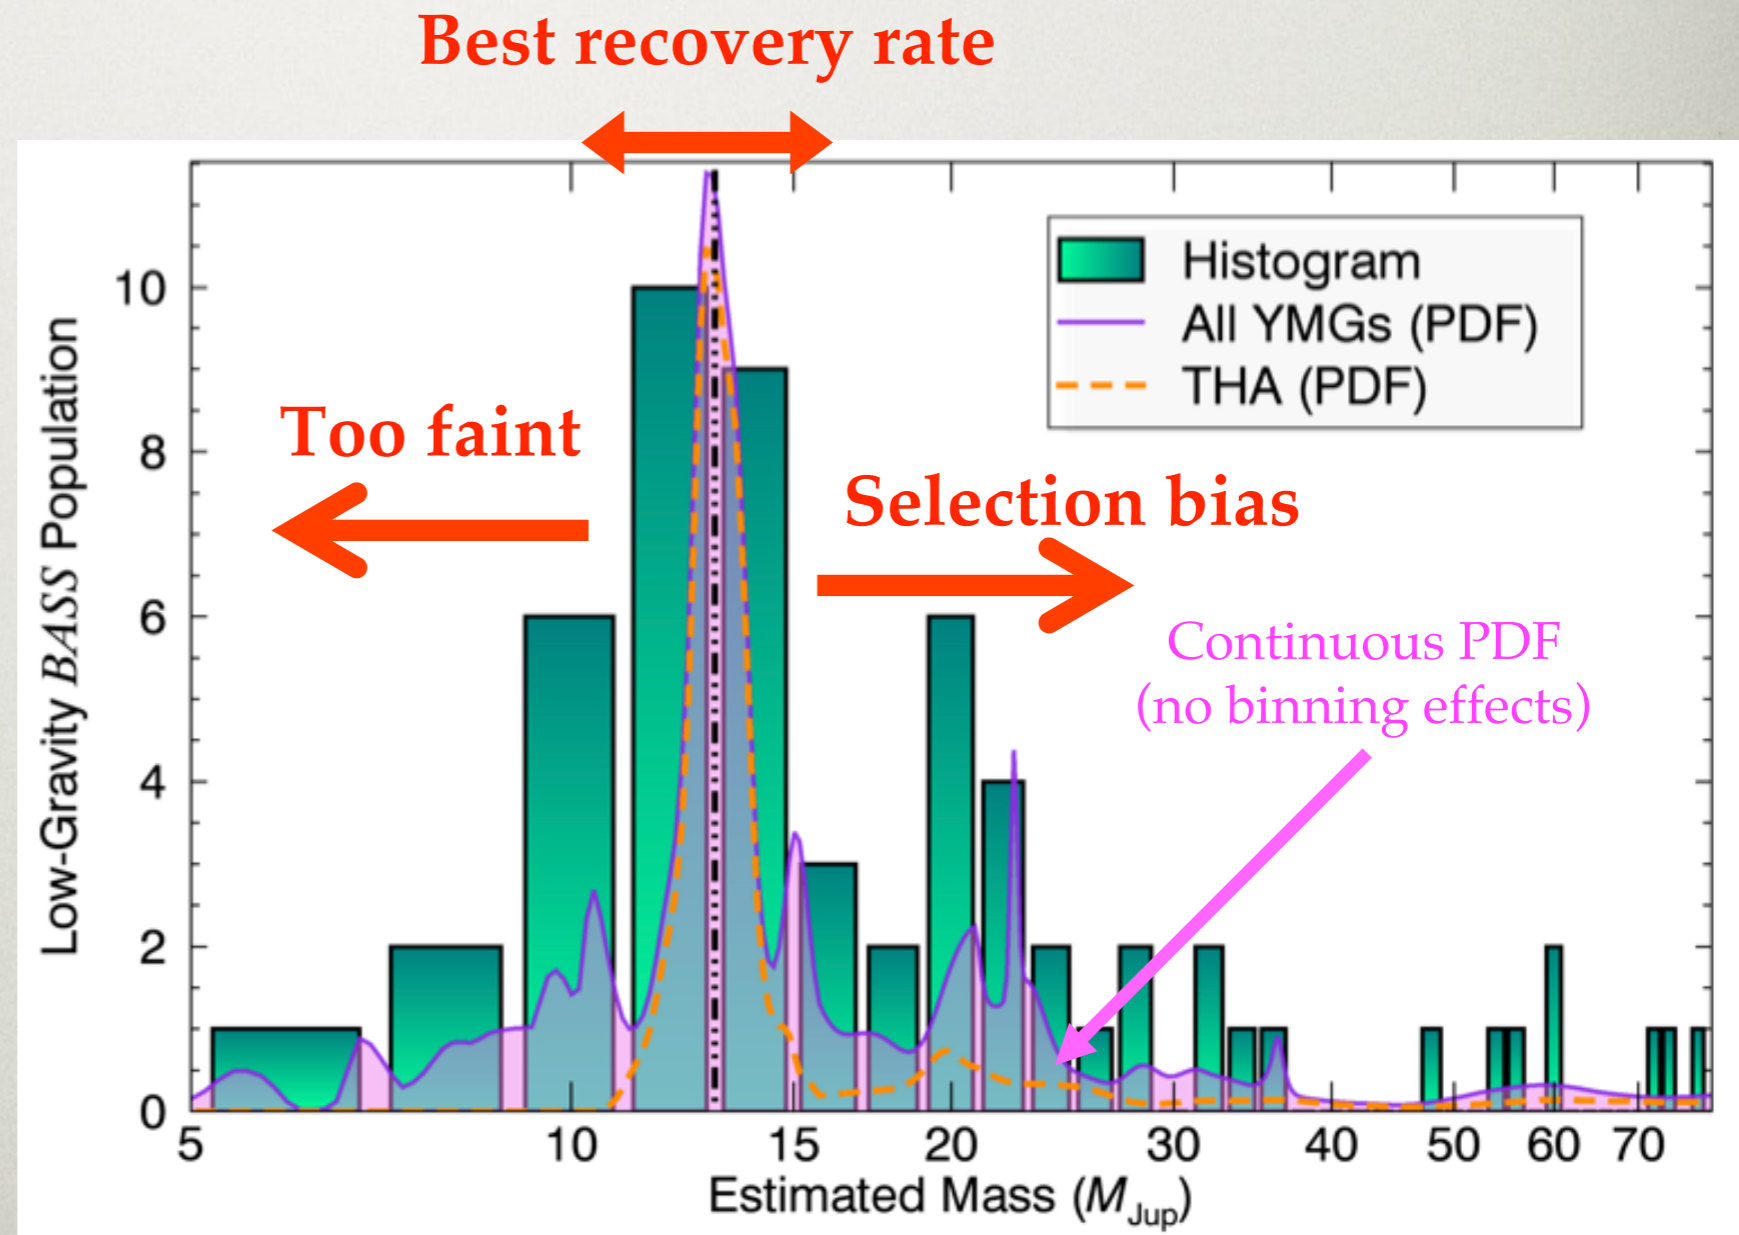 Best recovery rate
Histogram
All YMGs (PDF)
THA (PDF)
Too faint
Selection bias
Continuous PDF
(no binning effects)
Low-Gravity BASS Population
10
8
6
4
2
0
5 10 15 20 30 40 50 60 70
Estimated Mass (M_Jup)